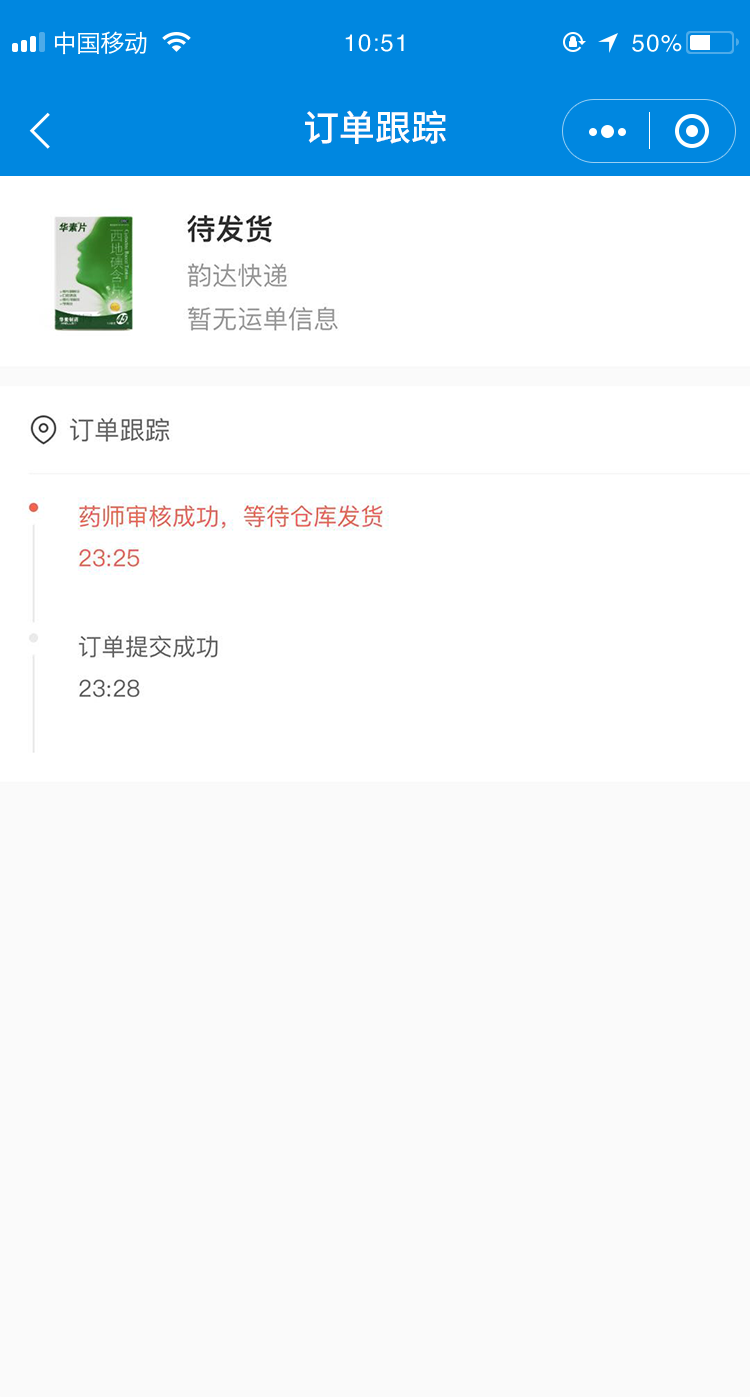 中国移动
10:51
50%
订单跟踪
华素片
西地碘含片
待发货
韵达快递
暂无运单信息
订单跟踪
药师审核成功，等待仓库发货
23:25
订单提交成功
23:28